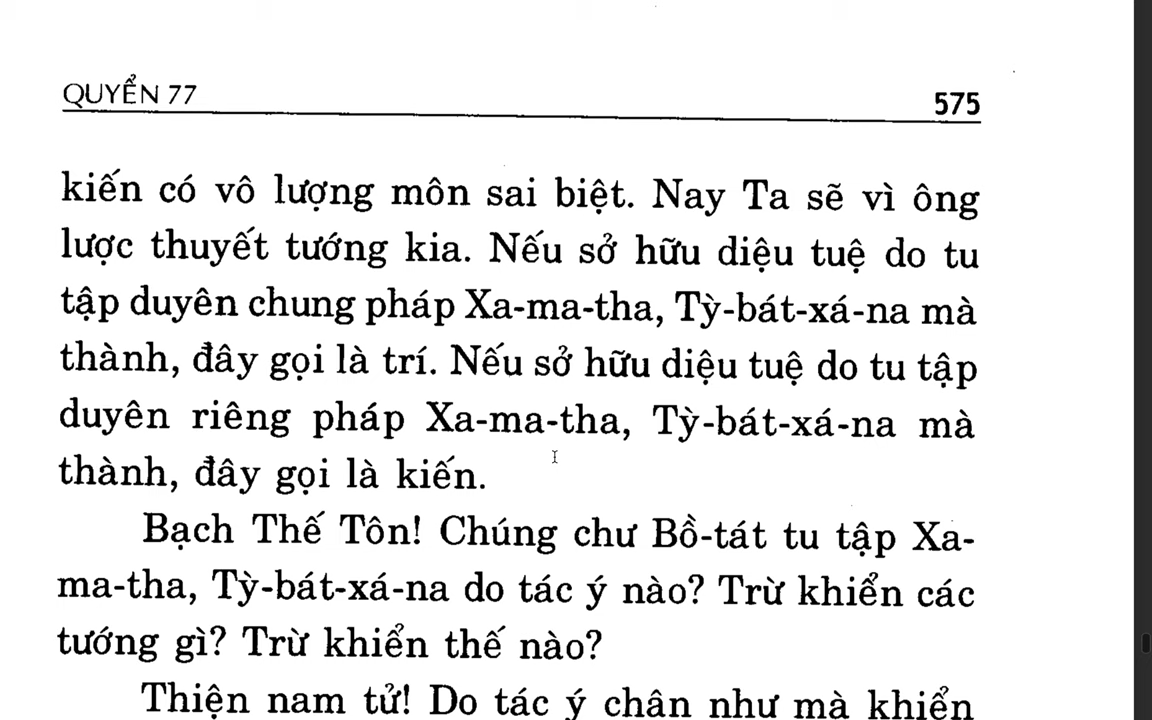 QUYỂN 77
575
kiến có vô lượng môn sai biệt. Nay Ta sẽ vì ông
lược thuyết tướng kia. Nếu sở hữu diệu tuệ do tu
tập duyên chung pháp Xa-ma-tha, Tỳ-bát-xá-na mà
thành, đây gọi là trí. Nếu sở hữu diệu tuệ do tu tập
duyên riêng pháp Xa-ma-tha, Tỳ-bát-xá-na mà
thành, đây gọi là kiến.
Bạch Thế Tôn! Chúng chư Bồ-tát tu tập Xa-
ma-tha, Tỳ-bát-xá-na do tác ý nào? Trừ khiển các
tướng gì? Trừ khiển thế nào?
Thiện nam tử! Do tác ý chân như mà khiển